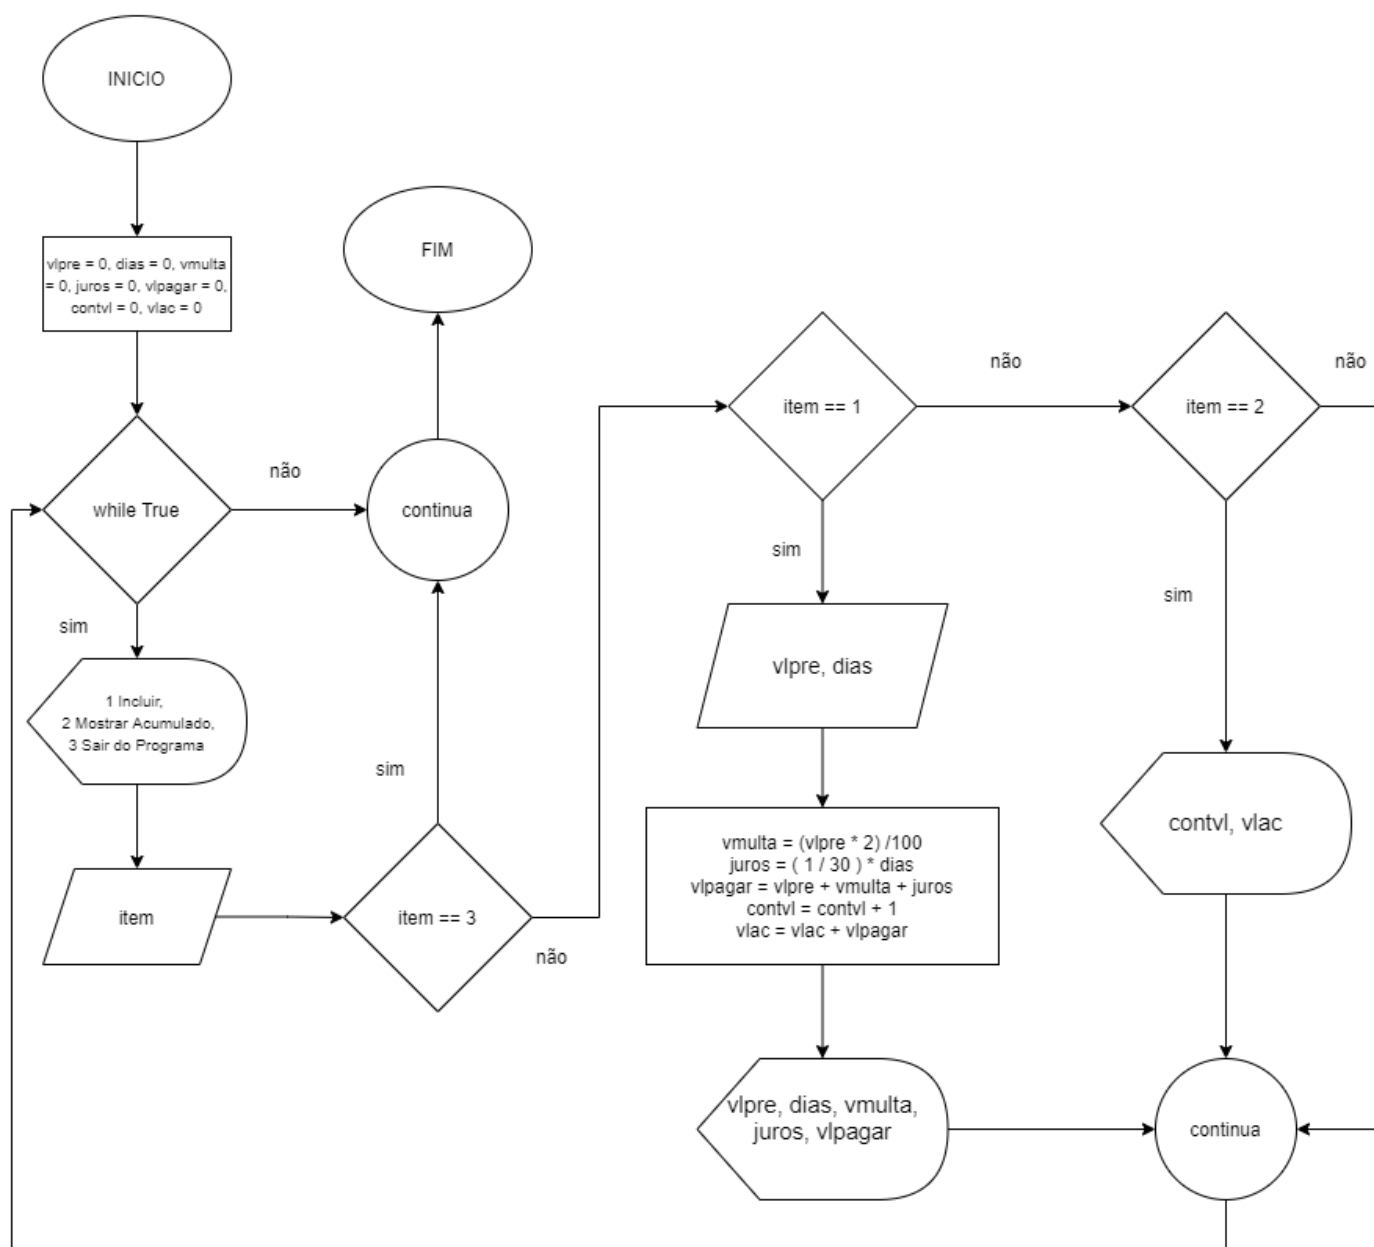 INICIO
vlpre = 0, dias = 0, vmulta
= 0, juros = 0, vlpagar = 0,
contvl = 0, vlac = 0
FIM
while True
não
continua
sim
1 Incluir,
2 Mostrar Acumulado,
3 Sair do Programa
item
item == 3
sim
não
item == 1
não
item == 2
não
sim
vlpre, dias
vmulta = (vlpre * 2) /100
juros = ( 1 / 30 ) * dias
vlpagar = vlpre + vmulta + juros
contvl = contvl + 1
vlac = vlac + vlpagar
vlpre, dias, vmulta,
juros, vlpagar
sim
contvl, vlac
continua